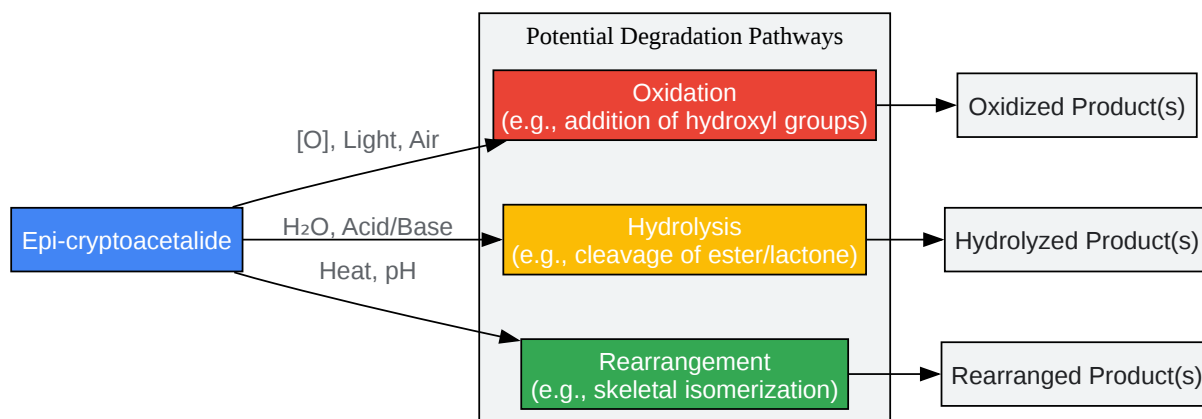 Potential Degradation Pathways
Oxidation
(e.g., addition of hydroxyl groups)
Oxidized Product(s)
[O], Light, Air
Epi-cryptoacetalide
H₂O, Acid/Base
Hydrolysis
(e.g., cleavage of ester/lactone)
Hydrolyzed Product(s)
Heat, pH
Rearrangement
(e.g., skeletal isomerization)
Rearranged Product(s)